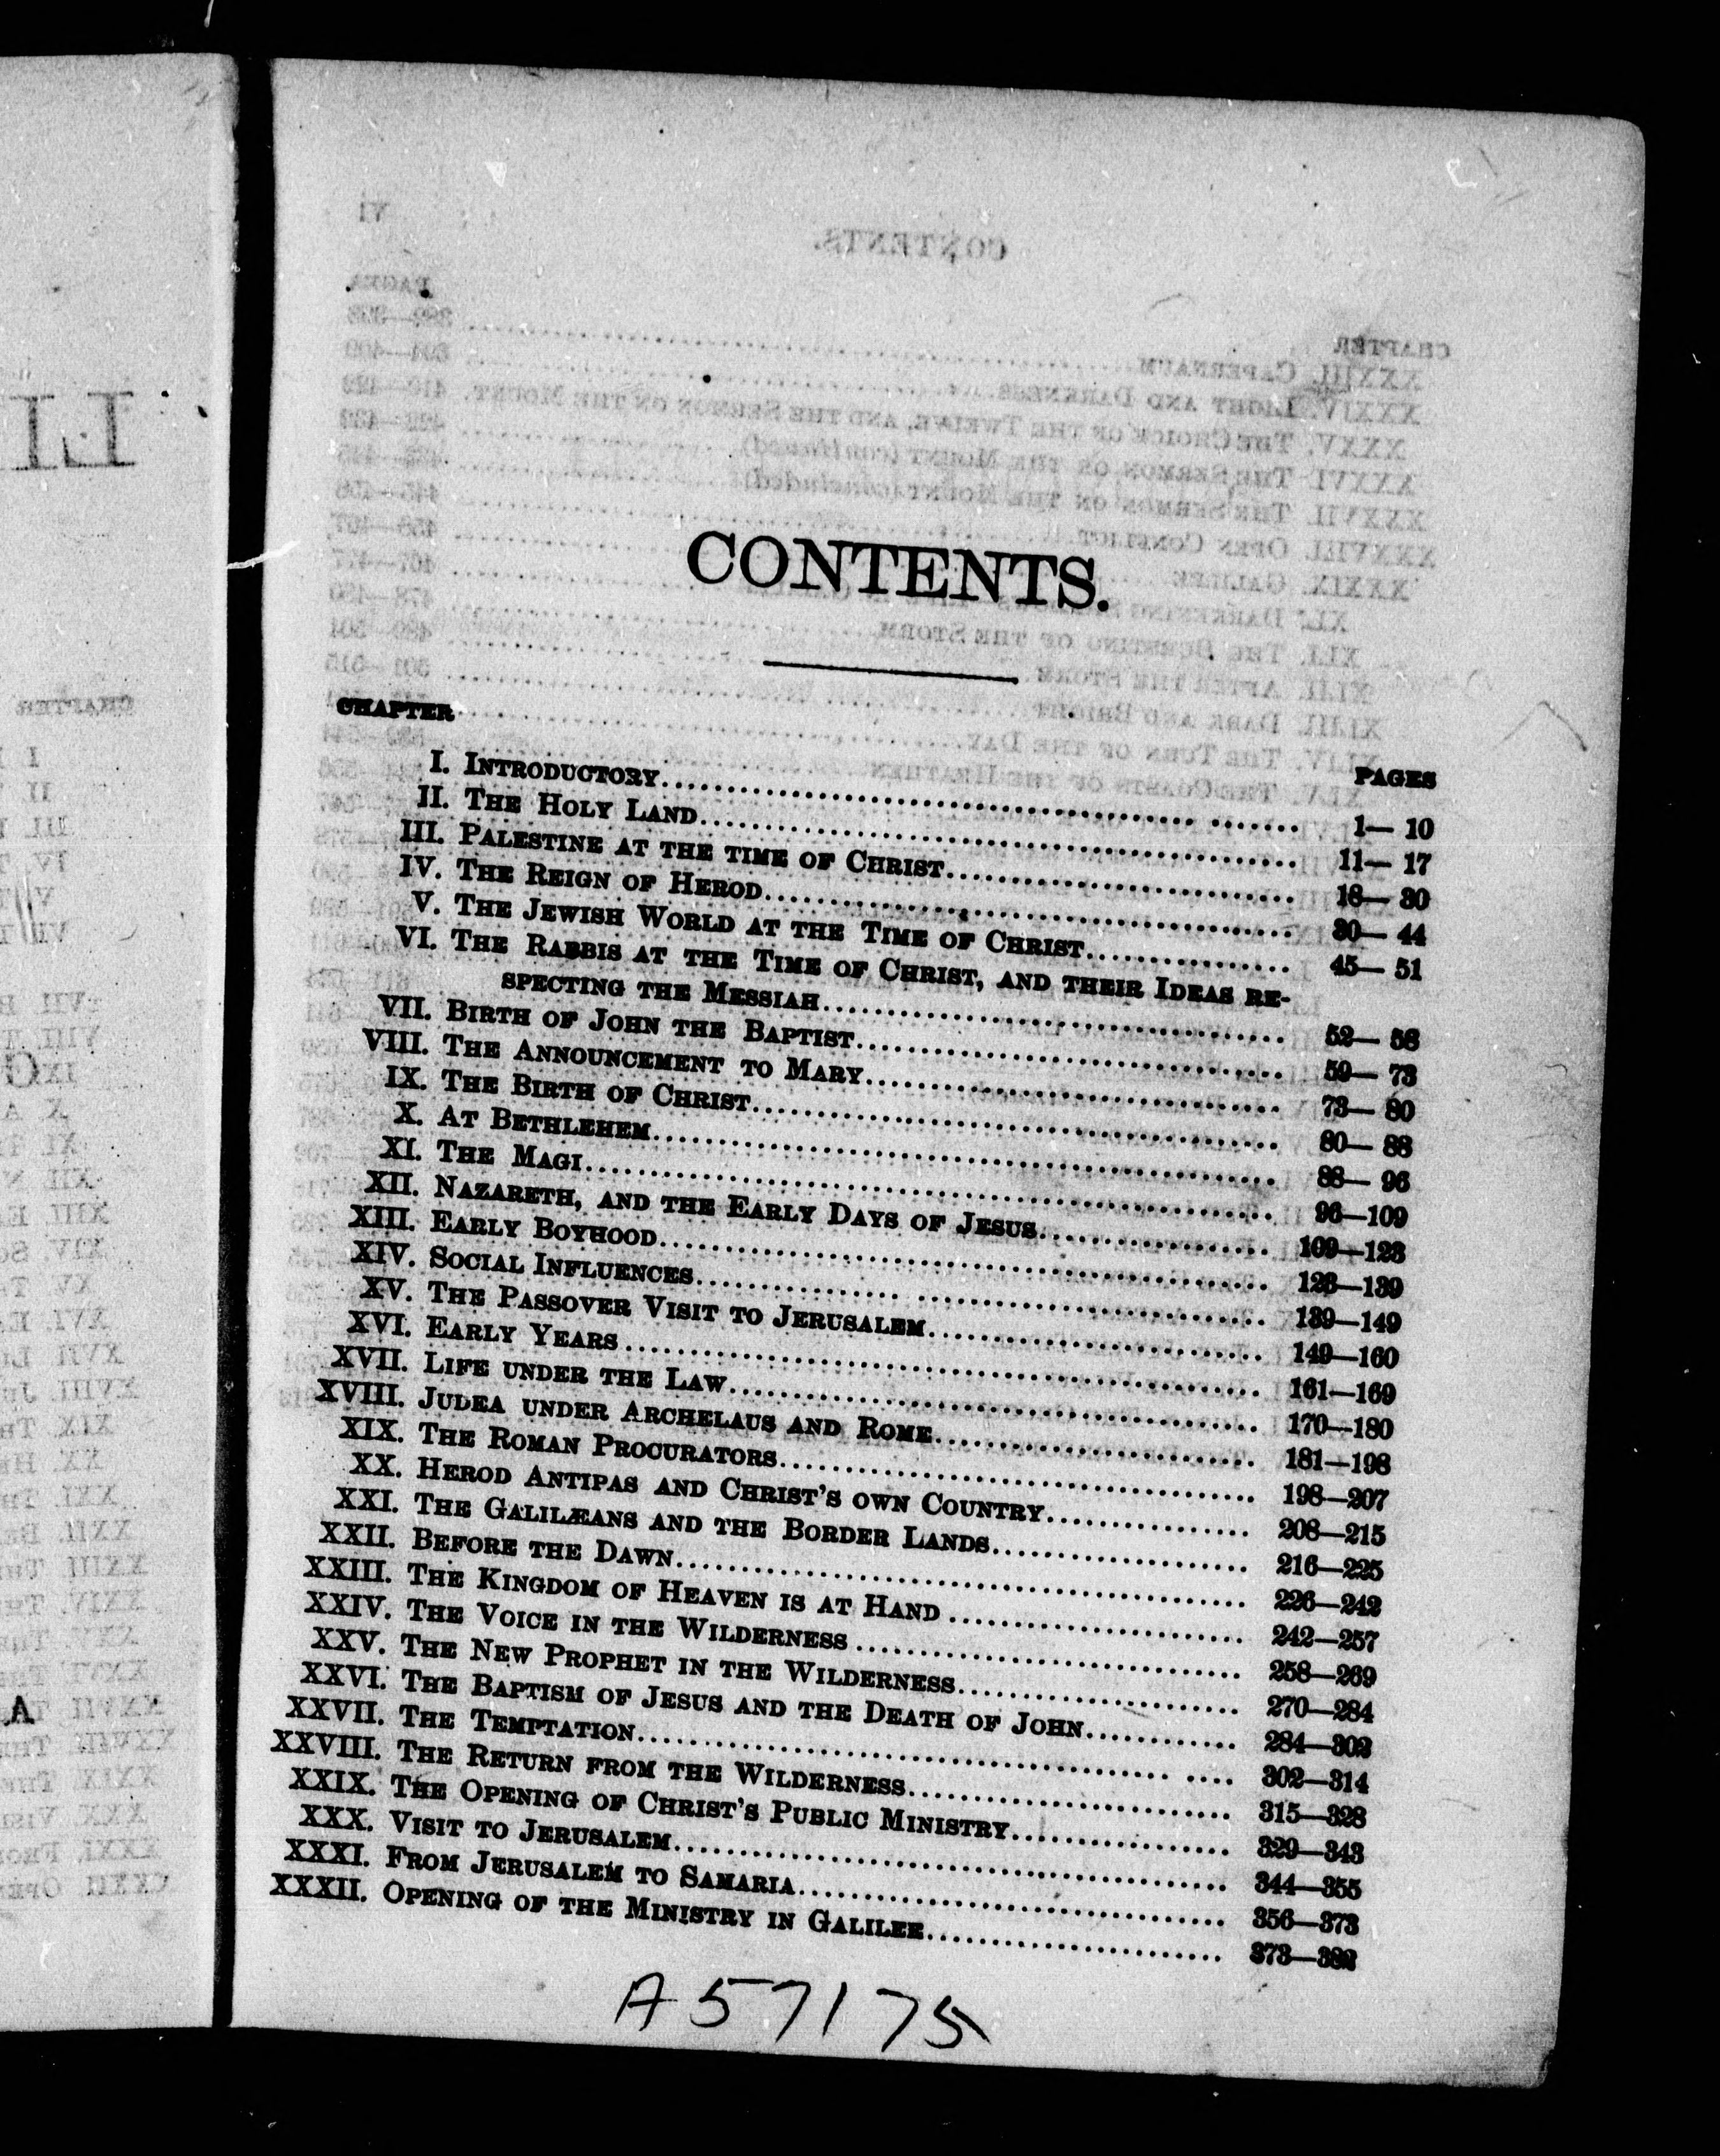 CONTENTS.
CHAPTER
PAGES
I. INTRODUCTORY........ 1— 10
II. THE HOLY LAND........ 11— 17
III. PALESTINE AT THE TIME OF CHRIST........ 18— 30
IV. THE REIGN OF HEROD........ 30— 44
V. THE JEWISH WORLD AT THE TIME OF CHRIST........ 45— 51
VI. THE RABBIS AT THE TIME OF CHRIST, AND THEIR IDEAS RE-
SPECTING THE MESSIAH........ 52— 58
VII. BIRTH OF JOHN THE BAPTIST........ 59— 73
VIII. THE ANNOUNCEMENT TO MARY........ 73— 80
IX. THE BIRTH OF CHRIST........ 80— 88
X. AT BETHLEHEM........ 88— 96
XI. THE MAGI........ 96—109
XII. NAZARETH, AND THE EARLY DAYS OF JESUS........ 109—123
XIII. EARLY BOYHOOD........ 123—139
XIV. SOCIAL INFLUENCES........ 139—149
XV. THE PASSOVER VISIT TO JERUSALEM........ 149—160
XVI. EARLY YEARS........ 161—169
XVII. LIFE UNDER THE LAW........ 170—180
XVIII. JUDEA UNDER ARCHELAUS AND ROME........ 181—198
XIX. THE ROMAN PROCURATORS........ 198—207
XX. HEROD ANTIPAS AND CHRIST'S OWN COUNTRY........ 208—215
XXI. THE GALILÆANS AND THE BORDER LANDS........ 216—225
XXII. BEFORE THE DAWN........ 226—242
XXIII. THE KINGDOM OF HEAVEN IS AT HAND........ 242—257
XXIV. THE VOICE IN THE WILDERNESS........ 258—269
XXV. THE NEW PROPHET IN THE WILDERNESS........ 270—284
XXVI. THE BAPTISM OF JESUS AND THE DEATH OF JOHN........ 284—302
XXVII. THE TEMPTATION........ 302—314
XXVIII. THE RETURN FROM THE WILDERNESS........ 315—328
XXIX. THE OPENING OF CHRIST'S PUBLIC MINISTRY........ 329—343
XXX. VISIT TO JERUSALEM........ 344—355
XXXI. FROM JERUSALEM TO SAMARIA........ 356—373
XXXII. OPENING OF THE MINISTRY IN GALILEE........ 373—382
A57175